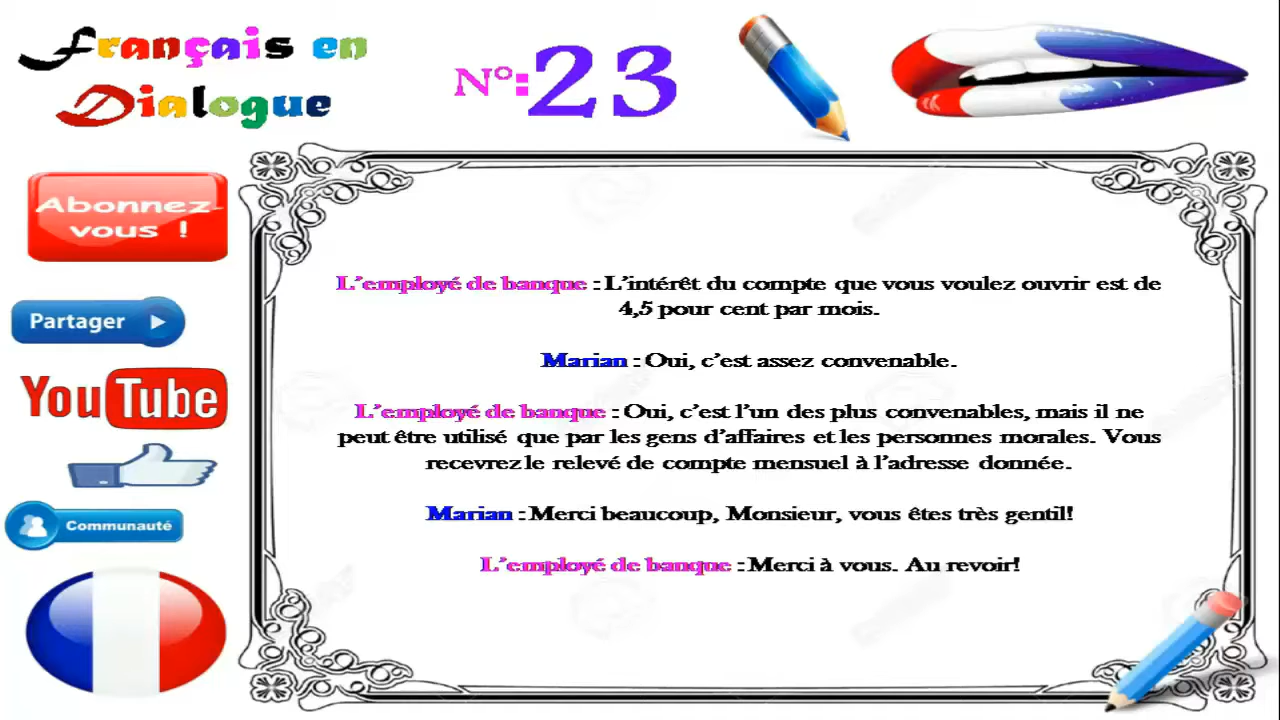 Français en
Dialogue
N°:23
Abonnez-
vous !
Partager
YouTube
Communauté
L'employé de banque : L'intérêt du compte que vous voulez ouvrir est de
4,5 pour cent par mois.
Marian : Oui, c'est assez convenable.
L'employé de banque : Oui, c'est l'un des plus convenables, mais il ne
peut être utilisé que par les gens d'affaires et les personnes morales. Vous
recevrez le relevé de compte mensuel à l'adresse donnée.
Marian : Merci beaucoup, Monsieur, vous êtes très gentil!
L'employé de banque : Merci à vous. Au revoir!